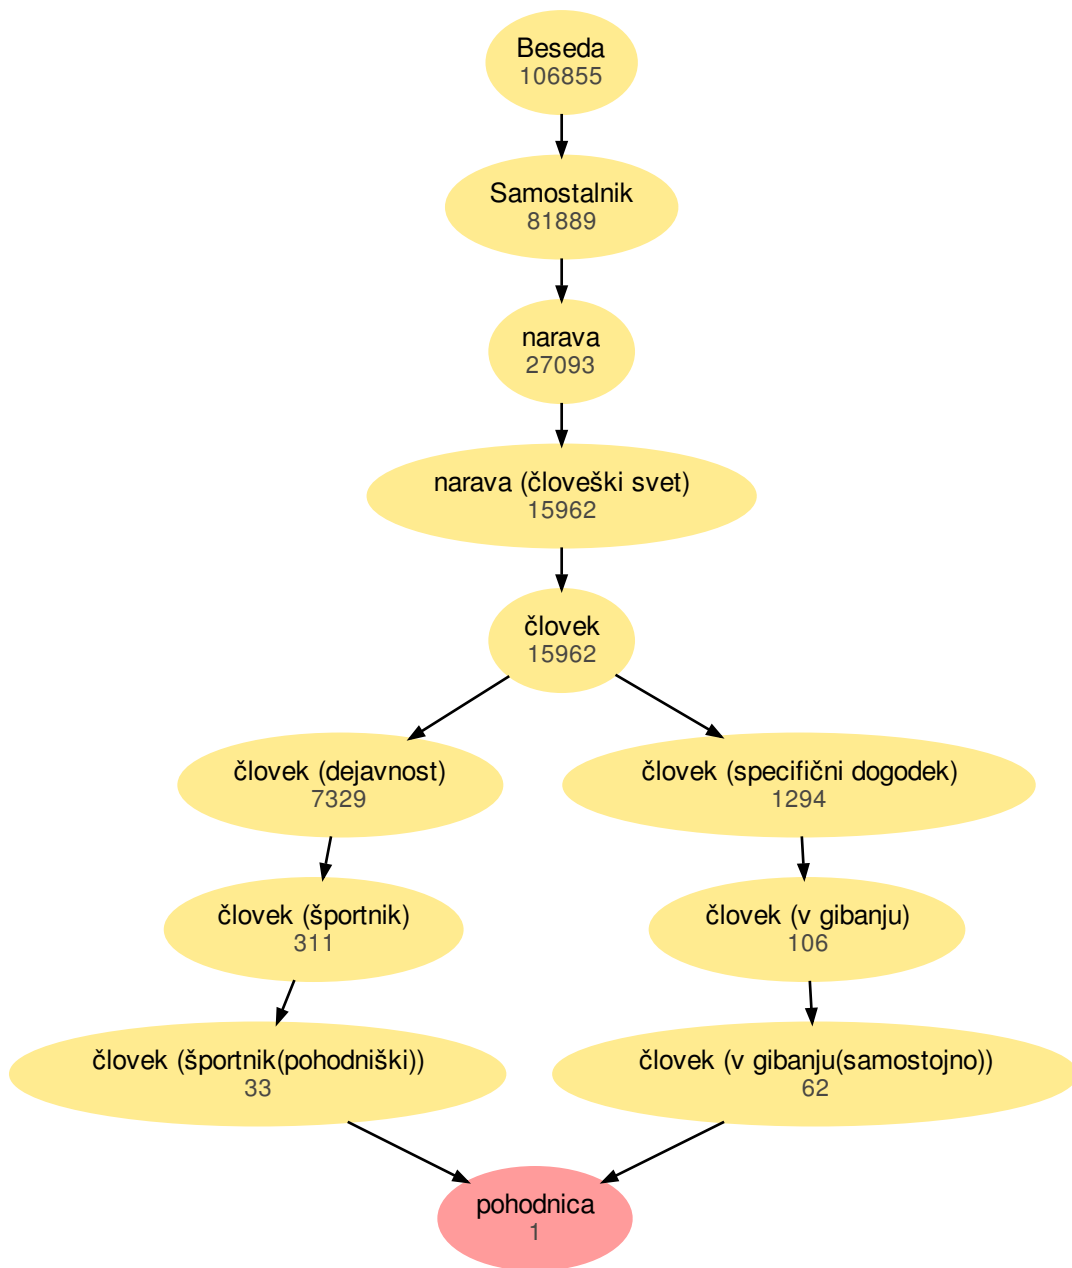 Beseda
106855
Samostalnik
81889
narava
27093
narava (človeški svet)
15962
človek
15962
človek (dejavnost)
7329
človek (specifični dogodek)
1294
človek (športnik)
311
človek (v gibanju)
106
človek (športnik(pohodniški))
33
človek (v gibanju(samostojno))
62
pohodnica
1